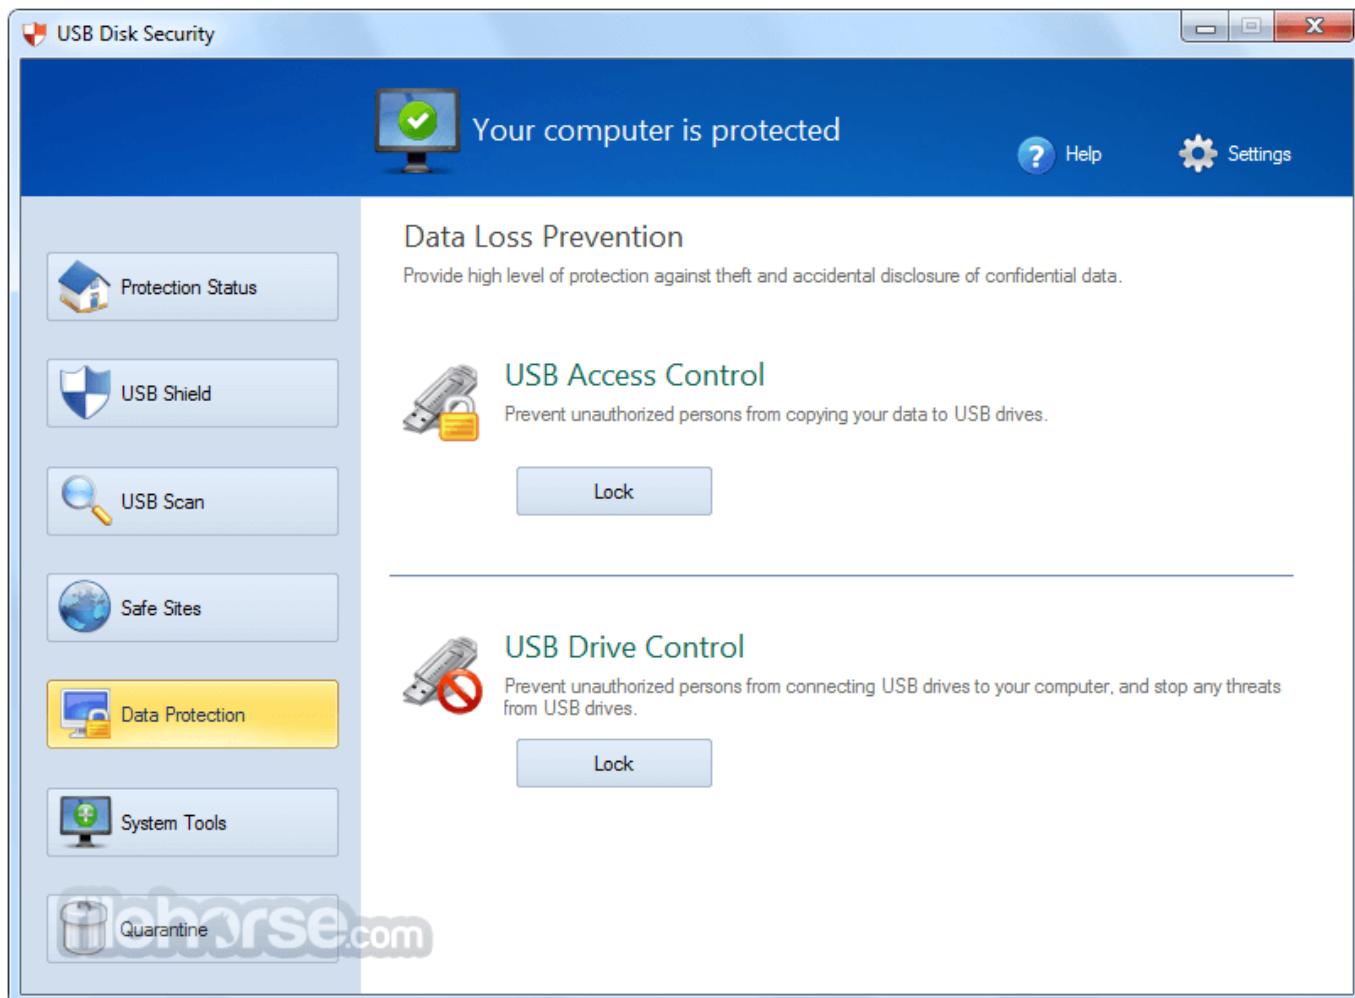 USB Disk Security
Your computer is protected
Help
Settings
Protection Status
USB Shield
USB Scan
Safe Sites
Data Protection
System Tools
Quarantine
filehorse.com
Data Loss Prevention
Provide high level of protection against theft and accidental disclosure of confidential data.
USB Access Control
Prevent unauthorized persons from copying your data to USB drives.
Lock
USB Drive Control
Prevent unauthorized persons from connecting USB drives to your computer, and stop any threats
from USB drives.
Lock